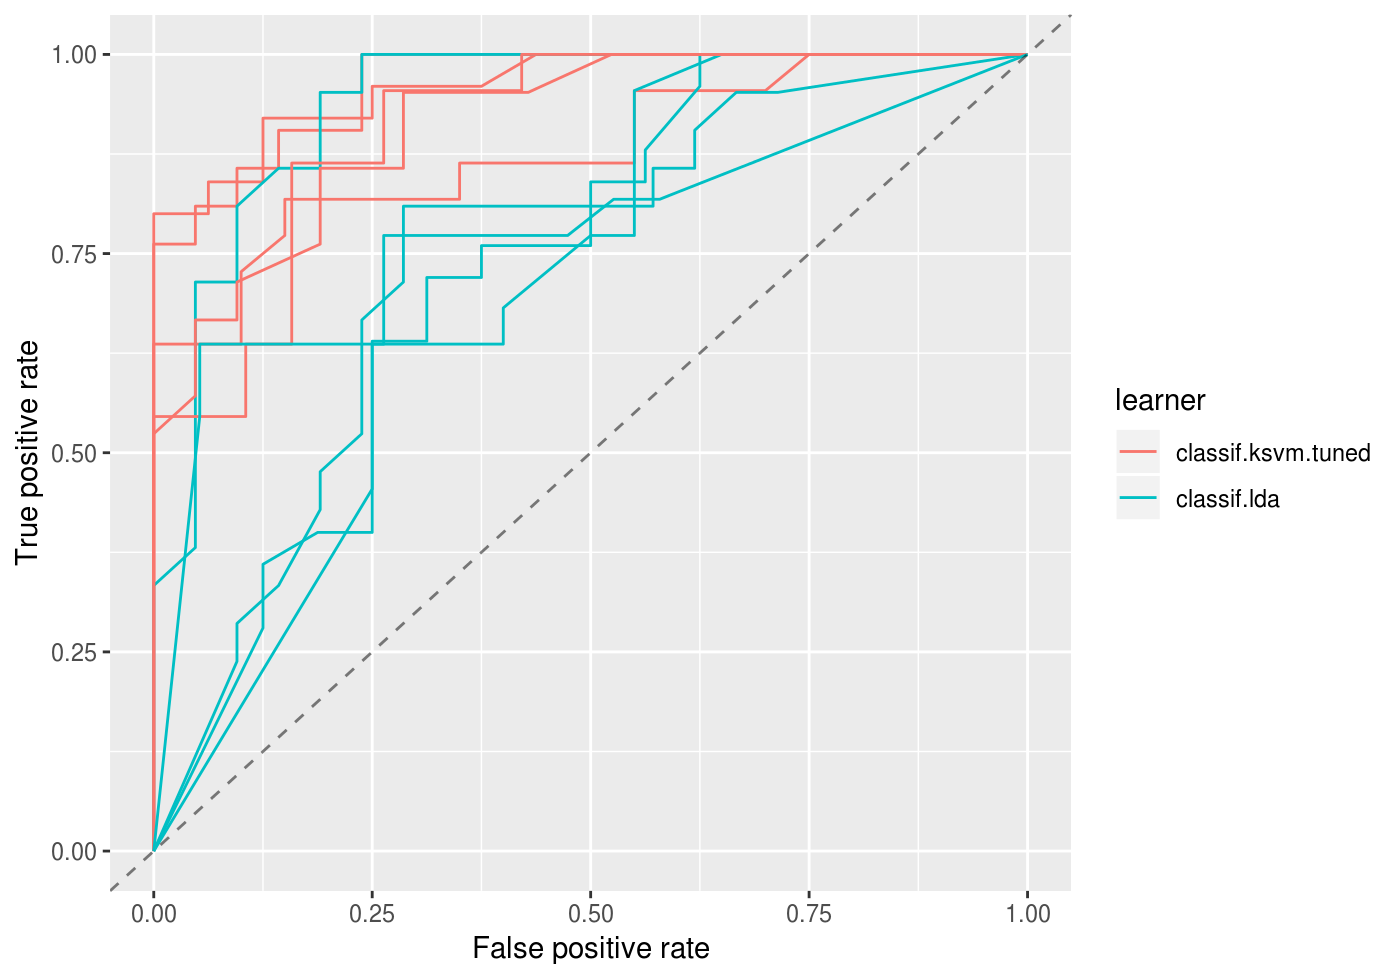 True positive rate
1.00
0.75
0.50
0.25
0.00
0.00 0.25 0.50 0.75 1.00
False positive rate
learner
classif.ksvm.tuned
classif.lda